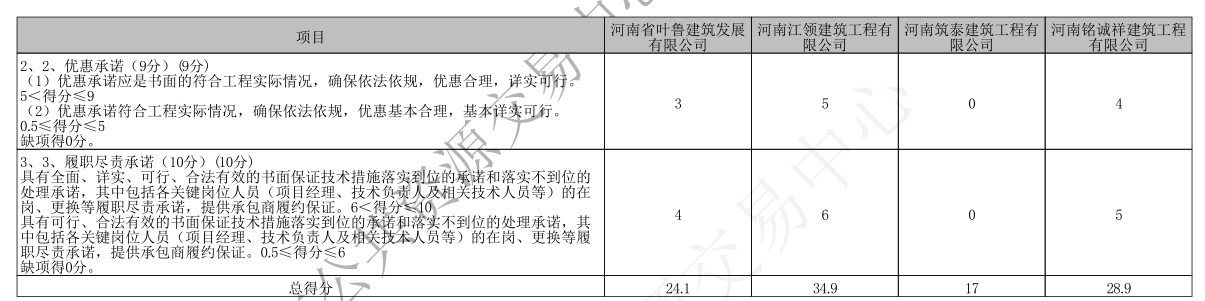 项目
河南省叶鲁建筑发展
有限公司
河南江领建筑工程有
限公司
河南筑泰建筑工程有
限公司
河南铭诚祥建筑工程
有限公司
2、2、优惠承诺（9分）(9分)
（1）优惠承诺应是书面的符合工程实际情况，确保依法依规，优惠合理，详实可行。
5＜得分≤9
（2）优惠承诺符合工程实际情况，确保依法依规，优惠基本合理，基本详实可行。
0.5≤得分≤5
缺项得0分。
3
5
0
4
3、3、履职尽责承诺（10分）(10分)
具有全面、详实、可行、合法有效的书面保证技术措施落实到位的承诺和落实不到位的
处理承诺，其中包括各关键岗位人员（项目经理、技术负责人及相关技术人员等）的在
岗、更换等履职尽责承诺，提供承包商履约保证。6＜得分≤10
具有可行、合法有效的书面保证技术措施落实到位的承诺和落实不到位的处理承诺，其
中包括各关键岗位人员（项目经理、技术负责人及相关技术人员等）的在岗、更换等履
职尽责承诺，提供承包商履约保证。0.5≤得分≤6
缺项得0分。
4
6
0
5
总得分
24.1
34.9
17
28.9
公共资源交易中
源交易中心